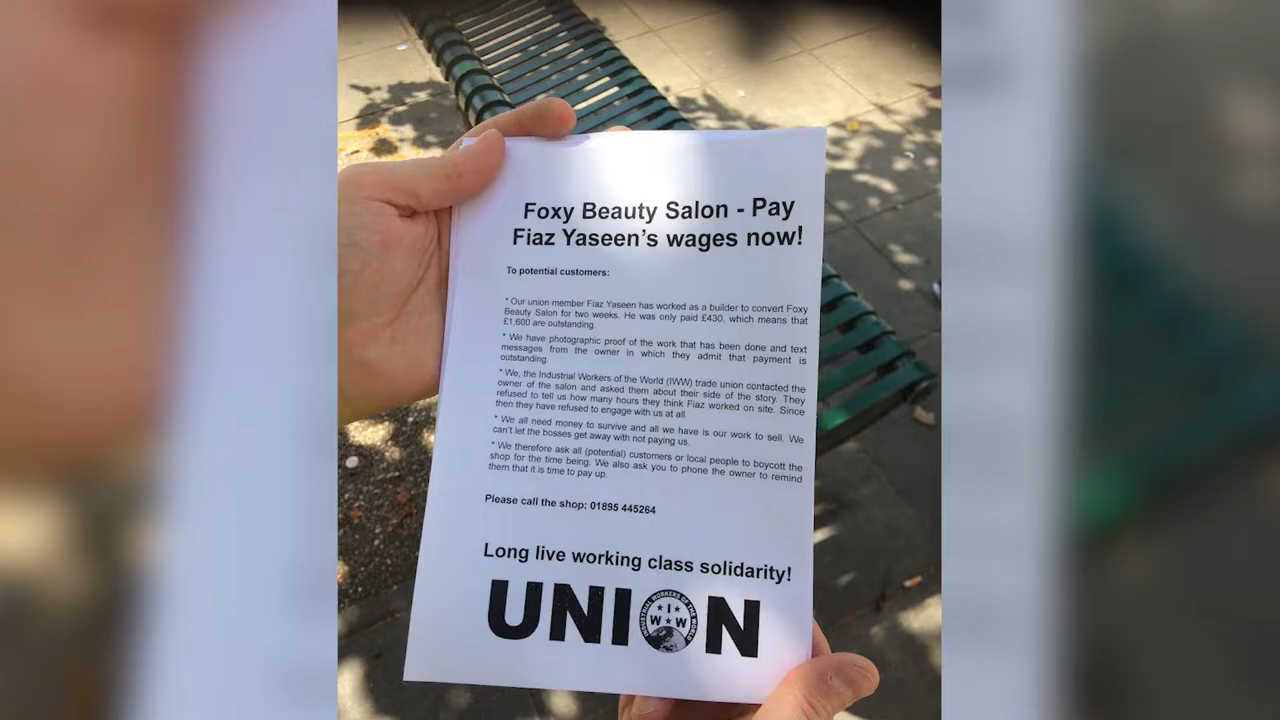 Foxy Beauty Salon - Pay
Fiaz Yaseen's wages now!
To potential customers:
* Our union member Fiaz Yaseen has worked as a builder to convert Foxy
Beauty Salon for two weeks. He was only paid £430, which means that
£1,600 are outstanding.
* We have photographic proof of the work that has been done and text
messages from the owner in which they admit that payment is
outstanding.
* We, the Industrial Workers of the World (IWW) trade union contacted the
owner of the salon and asked them about their side of the story. They
refused to tell us how many hours they think Fiaz worked on site. Since
then they have refused to engage with us at all
* We all need money to survive and all we have is our work to sell. We
can't let the bosses get away with not paying us.
* We therefore ask all (potential) customers or local people to boycott the
shop for the time being. We also ask you to phone the owner to remind
them that it is time to pay up.
Please call the shop: 01895 445264
Long live working class solidarity!
UNION
INDUSTRIAL WORKERS OF THE WORLD
I
W W